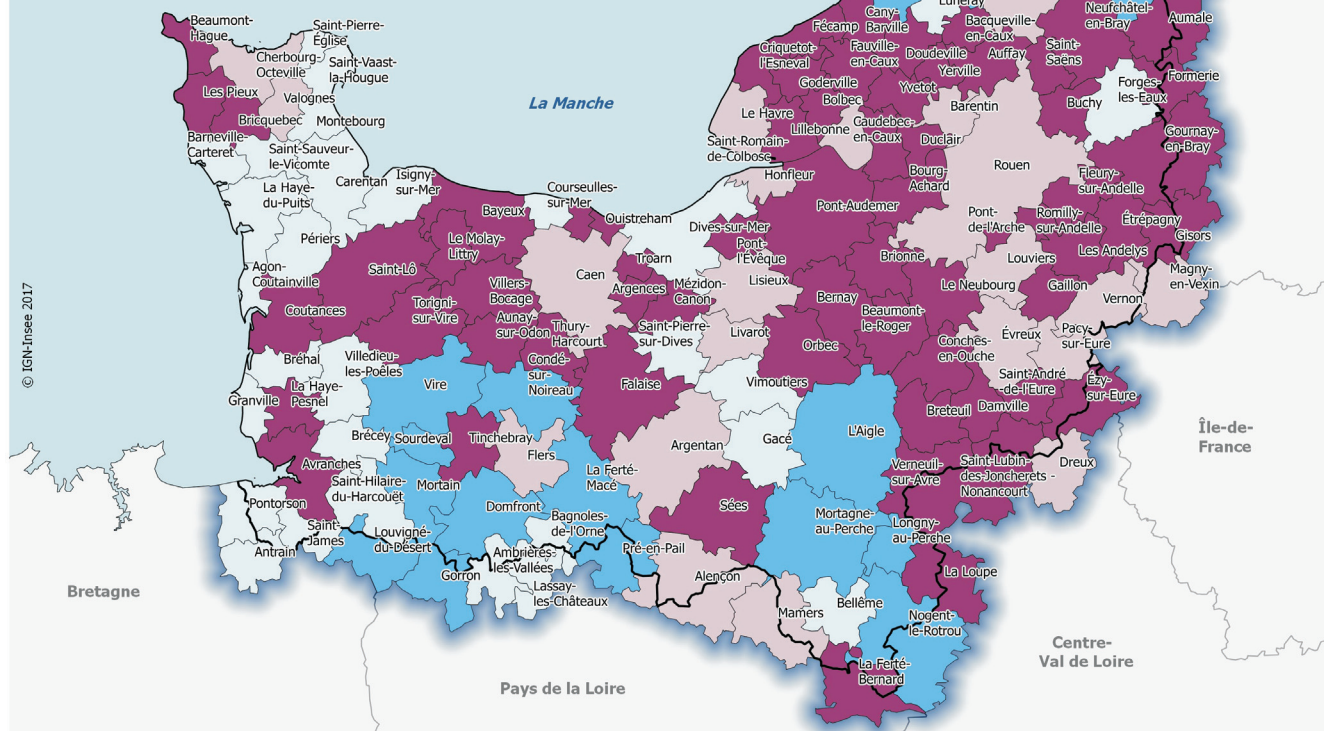 Beaumont-
Hague
Saint-Pierre-
Église
Cherbourg-
Octeville
Saint-Vaast-
la-Hougue
Les Pieux
Valognes
Bricquebec
Montebourg
Barneville-
Carteret
Saint-Sauveur-
le-Vicomte
La Haye-
du-Puits
Carentan
Isigny-
sur-Mer
Périers
Agon-
Coutainville
Saint-Lô
Coutances
Bayeux
Le Molay-
Littry
Courseulles-
sur-Mer
Ouistreham
Caen
Troarn
Argences
Mézidon-
Canon
Dives-sur-Mer
Pont-
l'Evêque
Lisieux
Villers-
Bocage
Torigni-
sur-Vire
Aunay-
sur-Odon
Thury-
Harcourt
Saint-Pierre-
sur-Dives
Livarot
Condé-
sur-
Noireau
Falaise
Vimoutiers
Orbec
Bréhal
Villedieu-
les-Poêles
Vire
La Haye-
Pesnel
Granville
Brécey
Sourdeval
Tinchebray
Flers
Argentan
Gacé
L'Aigle
Avranches
Saint-Hilaire-
du-Harcouët
Mortain
La Ferté-
Macé
Domfront
Sées
Pontorson
Saint-
James
Louvigné-
du-Désert
Bagnoles-
de-l'Orne
Antrain
Ambrières-
les-Vallées
Gorron
Lassay-
les-Châteaux
Pré-en-Pail
Alençon
Mortagne-
au-Perche
Longny-
au-Perche
La Loupe
Mamers
Bellême
Nogent-
le-Rotrou
La Ferté-
Bernard
La Manche
Cany-
Barville
Luneray
Fécamp
Bacqueville-
en-Caux
Neufchâtel-
en-Bray
Aumale
Criquetot-
l'Esneval
Fauville-
en-Caux
Doudeville
Auffay
Saint-
Saëns
Goderville
Yerville
Yvetot
Bolbec
Forges-
les-Eaux
Formerie
Buchy
Le Havre
Lillebonne
Caudebec-
en-Caux
Barentin
Duclair
Gournay-
en-Bray
Saint-Romain-
de-Colbosc
Honfleur
Bourg-
Achard
Rouen
Fleury-
sur-Andelle
Pont-Audemer
Pont-
de-l'Arche
Romilly-
sur-Andelle
Étrépagny
Gisors
Brionne
Louviers
Les Andelys
Magny-
en-Vexin
Le Neubourg
Gaillon
Vernon
Bernay
Beaumont-
le-Roger
Évreux
Pacy-
sur-Eure
Conches-
en-Ouche
Saint-André
-de-l'Eure
Ézy-
sur-Eure
Breteuil
Damville
Verneuil-
sur-Avre
Saint-Lubin-
des-Joncherets -
Nonancourt
Dreux
Île-de-
France
Centre-
Val de Loire
Pays de la Loire
Bretagne
© IGN-Insee 2017